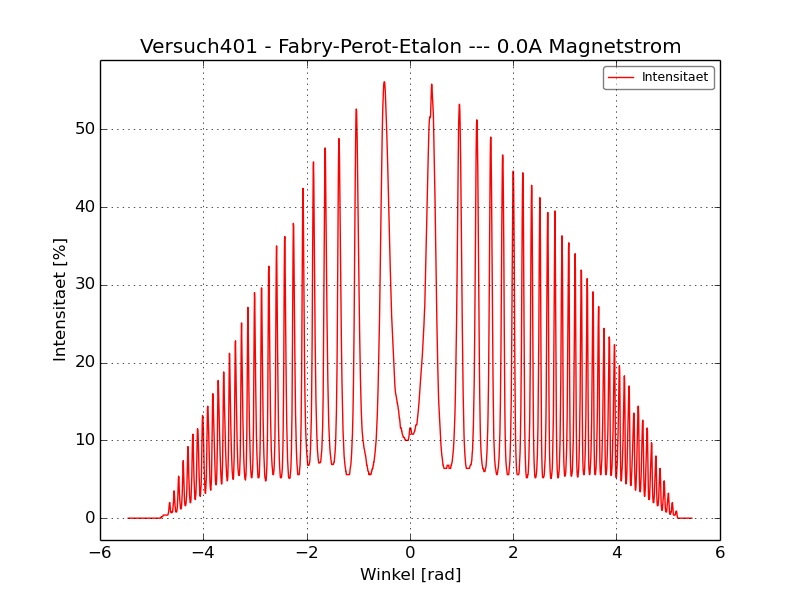 Versuch401 - Fabry-Perot-Etalon --- 0.0A Magnetstrom
Intensitaet
Intensitaet [%]
50
40
30
20
10
0
−6 −4 −2 0 2 4 6
Winkel [rad]